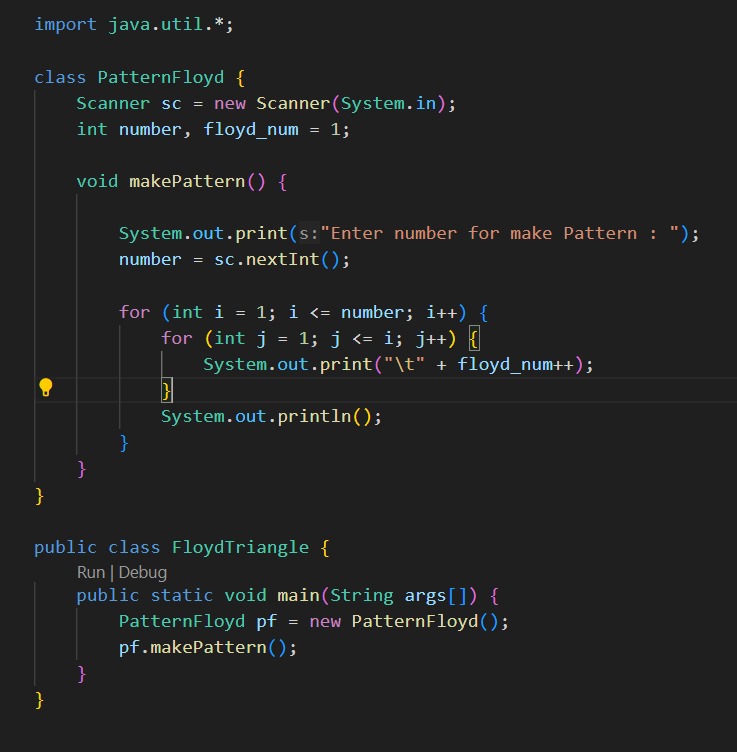 import java.util.*;
class PatternFloyd {
Scanner sc = new Scanner(System.in);
int number, floyd_num = 1;
void makePattern() {
System.out.print(s:"Enter number for make Pattern : ");
number = sc.nextInt();
for (int i = 1; i <= number; i++) {
for (int j = 1; j <= i; j++) {
System.out.print("\t" + floyd_num++);
}
System.out.println();
}
}
}
public class FloydTriangle {
Run | Debug
public static void main(String args[]) {
PatternFloyd pf = new PatternFloyd();
pf.makePattern();
}
}